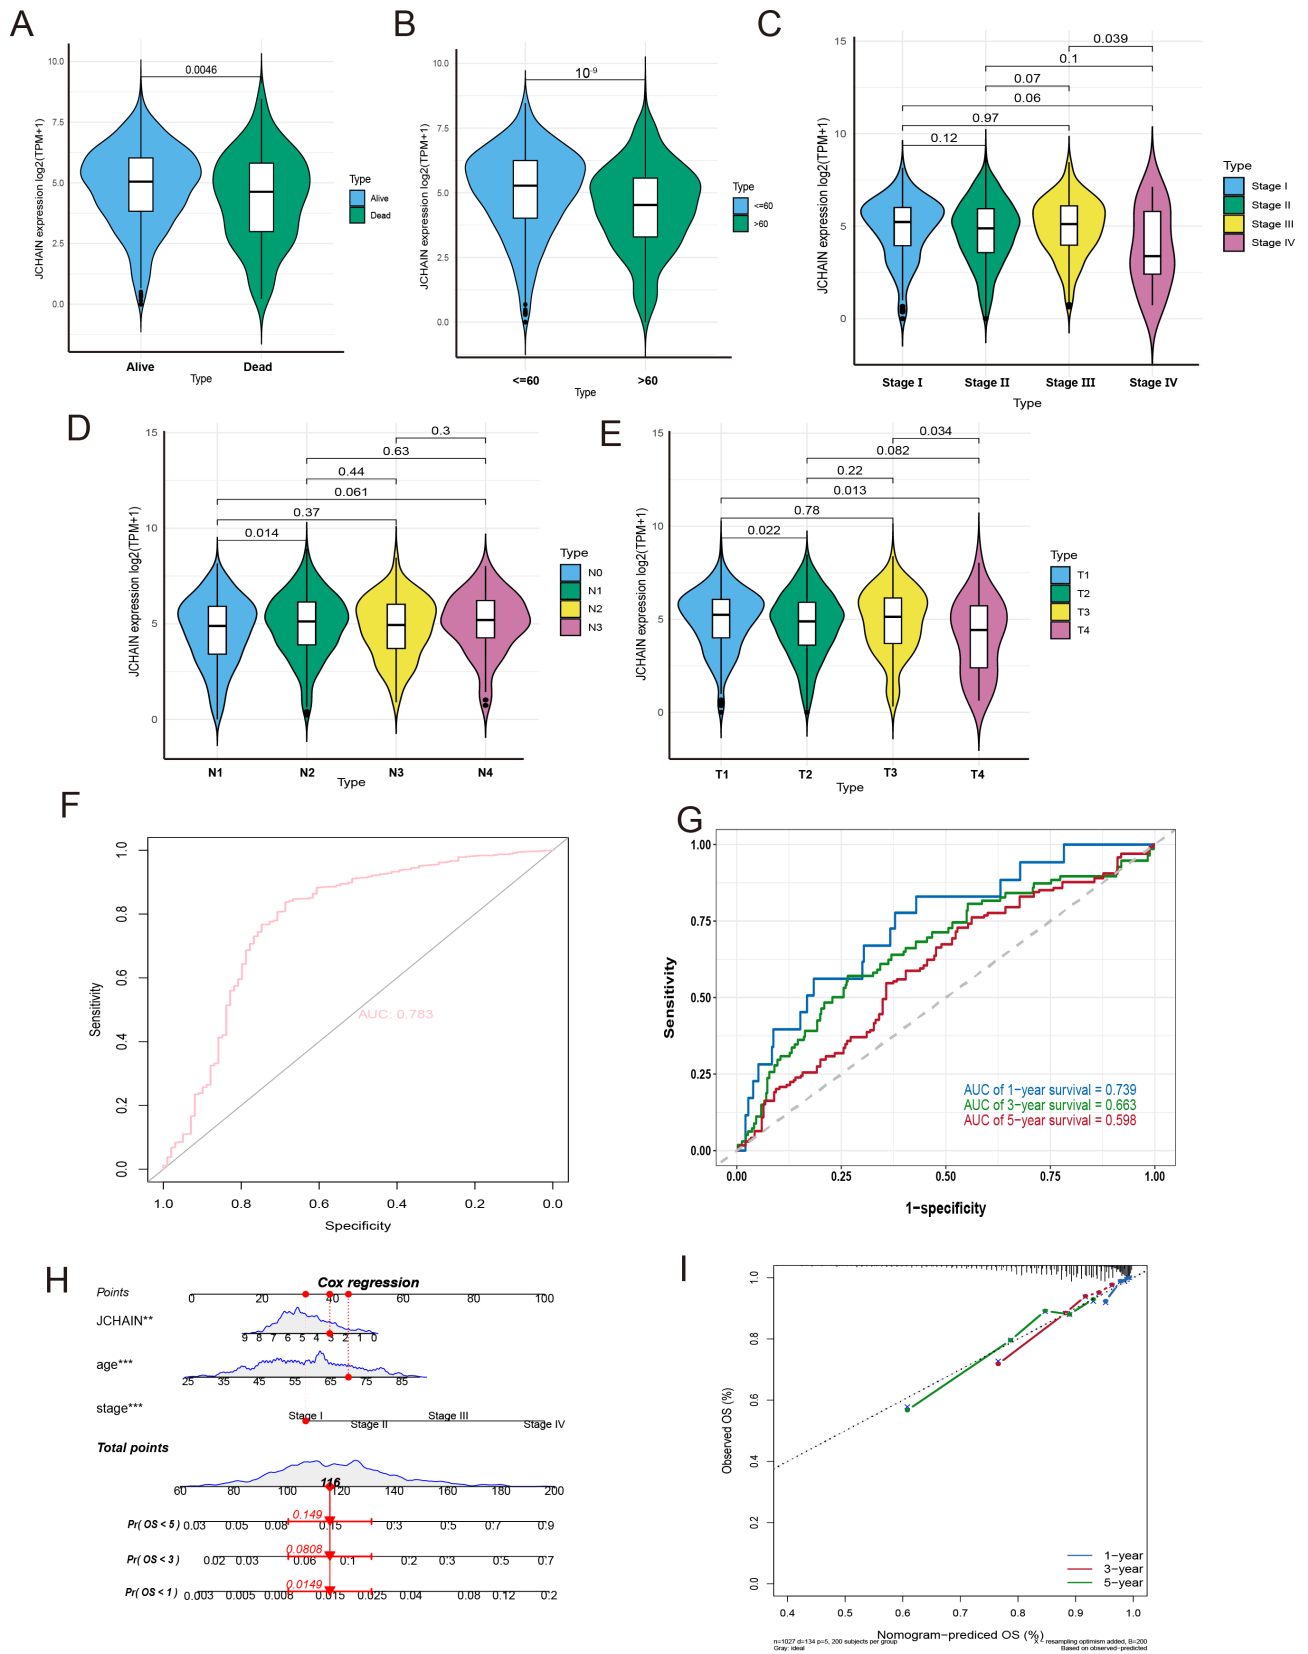 A
JCHAIN expression log2(TPM+1)
10.0
7.5
5.0
2.5
0.0
0.0046
Alive
Dead
Type
Type
Alive
Dead
B
JCHAIN expression log2(TPM+1)
10.0
7.5
5.0
2.5
0.0
10-9
<=60
>60
Type
Type
<=60
>60
C
JCHAIN expression log2(TPM+1)
15
10
5
0
0.039
0.1
0.07
0.06
0.97
0.12
Stage I
Stage II
Stage III
Stage IV
Type
Type
Stage I
Stage II
Stage III
Stage IV
D
JCHAIN expression log2(TPM+1)
15
10
5
0
0.3
0.63
0.44
0.061
0.37
0.014
N1
N2
N3
N4
Type
Type
N0
N1
N2
N3
E
JCHAIN expression log2(TPM+1)
15
10
5
0
0.034
0.082
0.22
0.013
0.78
0.022
T1
T2
T3
T4
Type
Type
T1
T2
T3
T4
F
Sensitivity
1.0
0.8
0.6
0.4
0.2
0.0
AUC: 0.783
1.0 0.8 0.6 0.4 0.2 0.0
Specificity
G
Sensitivity
1.00
0.75
0.50
0.25
0.00
AUC of 1−year survival = 0.739
AUC of 3−year survival = 0.663
AUC of 5−year survival = 0.598
0.00 0.25 0.50 0.75 1.00
1−specificity
H
Cox regression
Points
0 20 40 60 80 100
JCHAIN**
9 8 7 6 5 4 3 2 1 0
age***
25 35 45 55 65 75 85
stage***
Stage I
Stage II
Stage III
Stage IV
Total points
116
60 80 100 120 140 160 180 200
0.149
Pr( OS < 5 ) 0.03 0.05 0.08 0.15 0.3 0.5 0.7 0.9
0.0808
Pr( OS < 3 ) 0.02 0.03 0.06 0.1 0.2 0.3 0.5 0.7
0.0149
Pr( OS < 1 ) 0.003 0.005 0.008 0.015 0.025 0.04 0.08 0.12 0.2
I
Observed OS (%)
1.0
0.8
0.6
0.4
0.2
0.0
1−year
3−year
5−year
0.4 0.5 0.6 0.7 0.8 0.9 1.0
Nomogram−prediced OS (%)
n=1027 d=134 p=5, 200 subjects per group
Gray: ideal
X − resampling optimism added, B=200
Based on observed−predicted